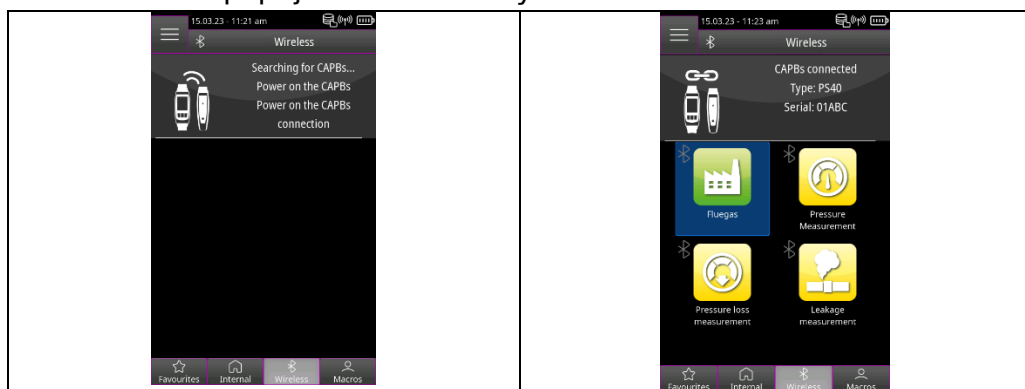 15.03.23 - 11:21 am
Wireless
Searching for CAPBs...
Power on the CAPBs
Power on the CAPBs
connection
Favourites Internal Wireless Macros
15.03.23 - 11:23 am
Wireless
CAPBs connected
Type: PS40
Serial: 01ABC
Fluegas
Pressure
Measurement
Pressure loss
measurement
Leakage
measurement
Favourites Internal Wireless Macros